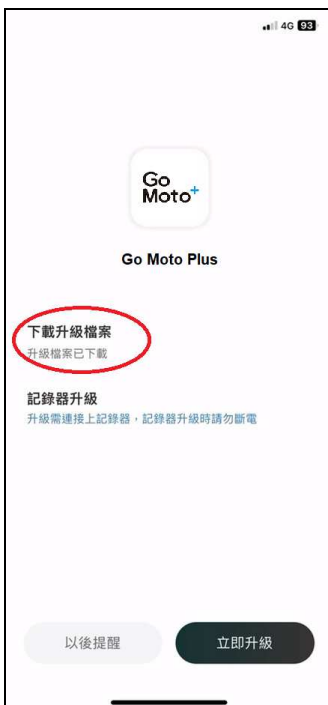 4G 93
Go
Moto+
Go Moto Plus
下載升級檔案
升級檔案已下載
記錄器升級
升級需連接上記錄器，記錄器升級時請勿斷電
以後提醒
立即升級